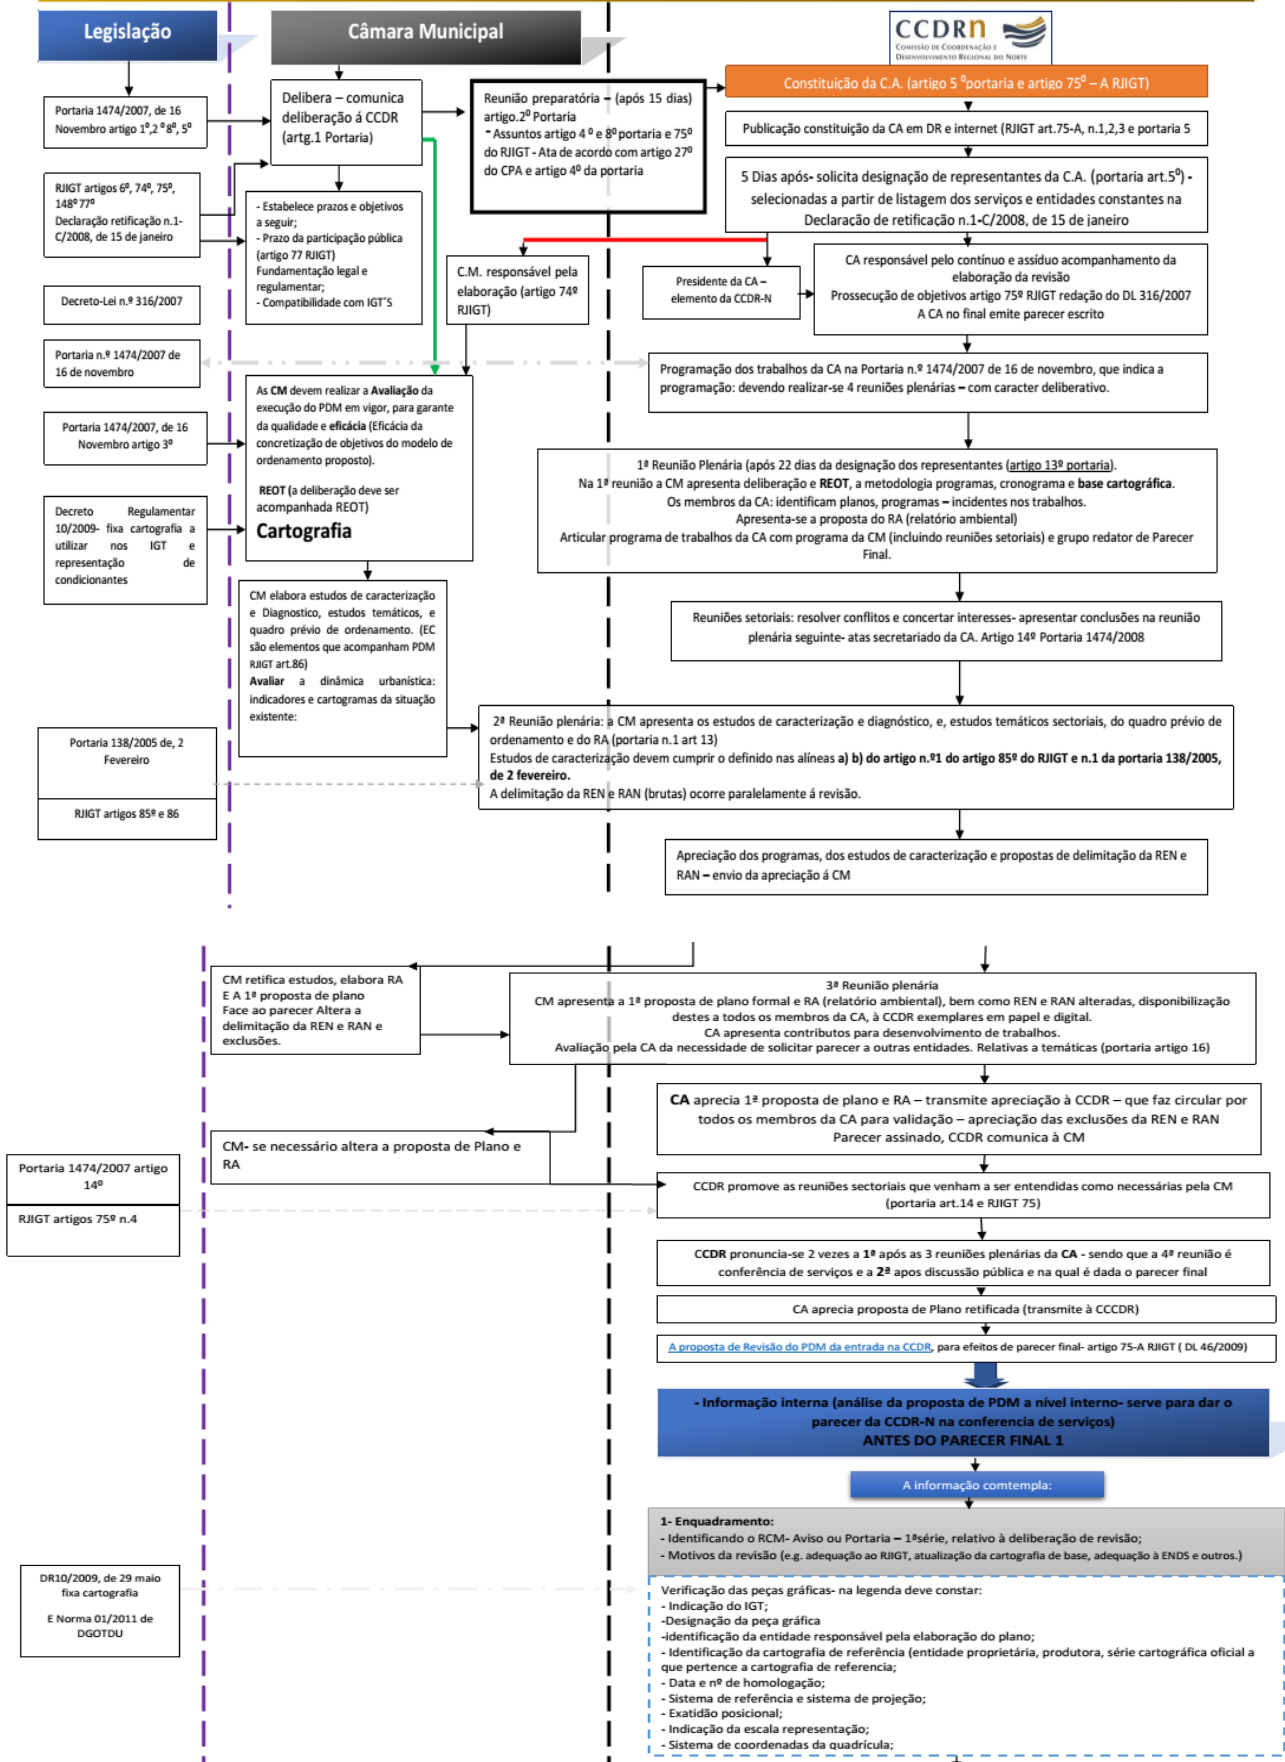 Legislação
Câmara Municipal
CCDRn
Comissão de Coordenação e
Desenvolvimento Regional do Norte
Constituição da C.A. (artigo 5 ⁰portaria e artigo 75⁰ – A RJIGT)
Portaria 1474/2007, de 16
Novembro artigo 1⁰,2 ⁰ 8⁰, 5⁰
Delibera – comunica
deliberação á CCDR
(artg.1 Portaria)
Reunião preparatória – (após 15 dias)
artigo.2⁰ Portaria
- Assuntos artigo 4 ⁰ e 8⁰ portaria e 75⁰
do RJIGT - Ata de acordo com artigo 27⁰
do CPA e artigo 4⁰ da portaria
Publicação constituição da CA em DR e internet (RJIGT art.75-A, n.1,2,3 e portaria 5
5 Dias após- solicita designação de representantes da C.A. (portaria art.5⁰) -
selecionadas a partir de listagem dos serviços e entidades constantes na
Declaração de retificação n.1-C/2008, de 15 de janeiro
RJIGT artigos 6⁰, 74⁰, 75⁰,
148⁰ 77⁰
Declaração retificação n.1-
C/2008, de 15 de janeiro
- Estabelece prazos e objetivos
a seguir;
- Prazo da participação pública
(artigo 77 RJIGT)
Fundamentação legal e
regulamentar;
- Compatibilidade com IGT´S
C.M. responsável pela
elaboração (artigo 74º
RJIGT)
Presidente da CA –
elemento da CCDR-N
CA responsável pelo contínuo e assíduo acompanhamento da
elaboração da revisão
Prossecução de objetivos artigo 75º RJIGT redação do DL 316/2007
A CA no final emite parecer escrito
Decreto-Lei n.º 316/2007
Portaria n.º 1474/2007 de
16 de novembro
Programação dos trabalhos da CA na Portaria n.º 1474/2007 de 16 de novembro, que indica a
programação: devendo realizar-se 4 reuniões plenárias – com caracter deliberativo.
As CM devem realizar a Avaliação da
execução do PDM em vigor, para garante
da qualidade e eficácia (Eficácia da
concretização de objetivos do modelo de
ordenamento proposto).
REOT (a deliberação deve ser
acompanhada REOT)
Cartografia
Portaria 1474/2007, de 16
Novembro artigo 3⁰
1ª Reunião Plenária (após 22 dias da designação dos representantes (artigo 13º portaria).
Na 1ª reunião a CM apresenta deliberação e REOT, a metodologia programas, cronograma e base cartográfica.
Os membros da CA: identificam planos, programas – incidentes nos trabalhos.
Apresenta-se a proposta do RA (relatório ambiental)
Articular programa de trabalhos da CA com programa da CM (incluindo reuniões setoriais) e grupo redator de Parecer
Final.
Decreto Regulamentar
10/2009- fixa cartografia a
utilizar nos IGT e
representação de
condicionantes
CM elabora estudos de caracterização
e Diagnostico, estudos temáticos, e
quadro prévio de ordenamento. (EC
são elementos que acompanham PDM
RJIGT art.86)
Avaliar a dinâmica urbanística:
indicadores e cartogramas da situação
existente:
Reuniões setoriais: resolver conflitos e concertar interesses- apresentar conclusões na reunião
plenária seguinte- atas secretariado da CA. Artigo 14º Portaria 1474/2008
Portaria 138/2005 de, 2
Fevereiro
RJIGT artigos 85º e 86
2ª Reunião plenária: a CM apresenta os estudos de caracterização e diagnóstico, e, estudos temáticos sectoriais, do quadro prévio de
ordenamento e do RA (portaria n.1 art 13)
Estudos de caracterização devem cumprir o definido nas alíneas a) b) do artigo n.º1 do artigo 85º do RJIGT e n.1 da portaria 138/2005,
de 2 fevereiro.
A delimitação da REN e RAN (brutas) ocorre paralelamente á revisão.
Apreciação dos programas, dos estudos de caracterização e propostas de delimitação da REN e
RAN – envio da apreciação á CM
CM retifica estudos, elabora RA
E A 1ª proposta de plano
Face ao parecer Altera a
delimitação da REN e RAN e
exclusões.
3ª Reunião plenária
CM apresenta a 1ª proposta de plano formal e RA (relatório ambiental), bem como REN e RAN alteradas, disponibilização
destes a todos os membros da CA, à CCDR exemplares em papel e digital.
CA apresenta contributos para desenvolvimento de trabalhos.
Avaliação pela CA da necessidade de solicitar parecer a outras entidades. Relativas a temáticas (portaria artigo 16)
CA aprecia 1ª proposta de plano e RA – transmite apreciação à CCDR – que faz circular por
todos os membros da CA para validação – apreciação das exclusões da REN e RAN
Parecer assinado, CCDR comunica à CM
CM- se necessário altera a proposta de Plano e
RA
Portaria 1474/2007 artigo
14⁰
RJIGT artigos 75º n.4
CCDR promove as reuniões sectoriais que venham a ser entendidas como necessárias pela CM
(portaria art.14 e RJIGT 75)
CCDR pronuncia-se 2 vezes a 1ª após as 3 reuniões plenárias da CA - sendo que a 4ª reunião é
conferência de serviços e a 2ª apos discussão pública e na qual é dada o parecer final
CA aprecia proposta de Plano retificada (transmite à CCCDR)
A proposta de Revisão do PDM da entrada na CCDR, para efeitos de parecer final- artigo 75-A RJIGT ( DL 46/2009)
- Informação interna (análise da proposta de PDM a nível interno- serve para dar o
parecer da CCDR-N na conferencia de serviços)
ANTES DO PARECER FINAL 1
A informação comtempla:
1- Enquadramento:
- Identificando o RCM- Aviso ou Portaria – 1ªsérie, relativo à deliberação de revisão;
- Motivos da revisão (e.g. adequação ao RJIGT, atualização da cartografia de base, adequação à ENDS e outros.)
DR10/2009, de 29 maio
fixa cartografia
E Norma 01/2011 de
DGOTDU
Verificação das peças gráficas- na legenda deve constar:
- Indicação do IGT;
-Designação da peça gráfica
-identificação da entidade responsável pela elaboração do plano;
- Identificação da cartografia de referência (entidade proprietária, produtora, série cartográfica oficial a
que pertence a cartografia de referencia;
- Data e nº de homologação;
- Sistema de referência e sistema de projeção;
- Exatidão posicional;
- Indicação da escala representação;
- Sistema de coordenadas da quadrícula;